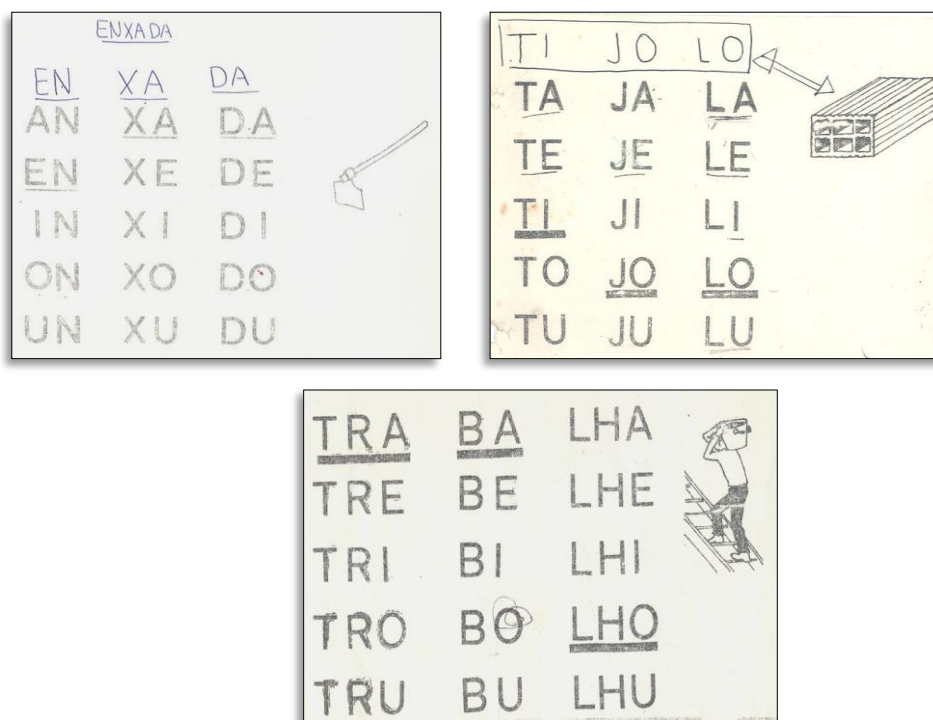 ENXADA
EN XA DA
AN XA DA
EN XE DE
IN XI DI
ON XO DO
UN XU DU
TI JO LO
TA JA LA
TE JE LE
TI JI LI
TO JO LO
TU JU LU
TRA BA LHA
TRE BE LHE
TRI BI LHI
TRO BO LHO
TRU BU LHU